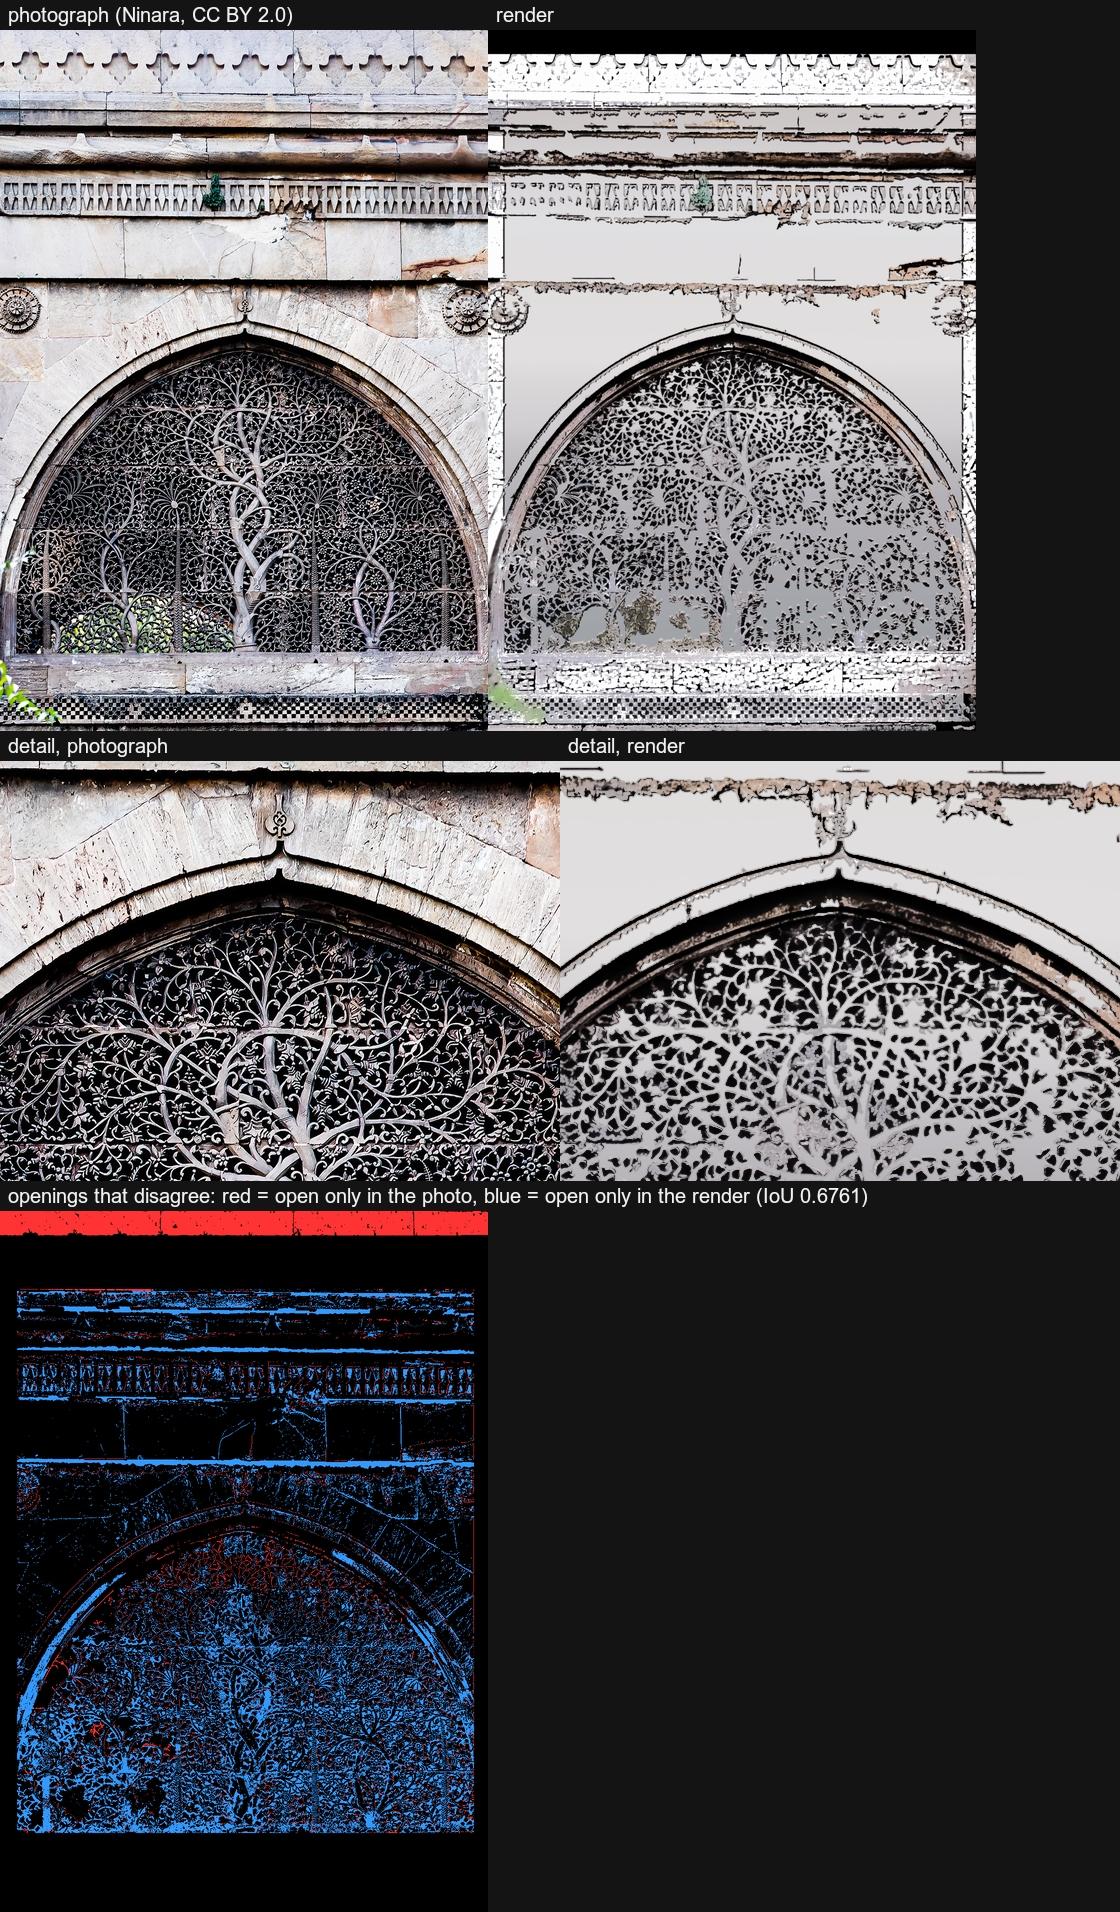 photograph (Ninara, CC BY 2.0)
render
detail, photograph
detail, render
openings that disagree: red = open only in the photo, blue = open only in the render (IoU 0.6761)